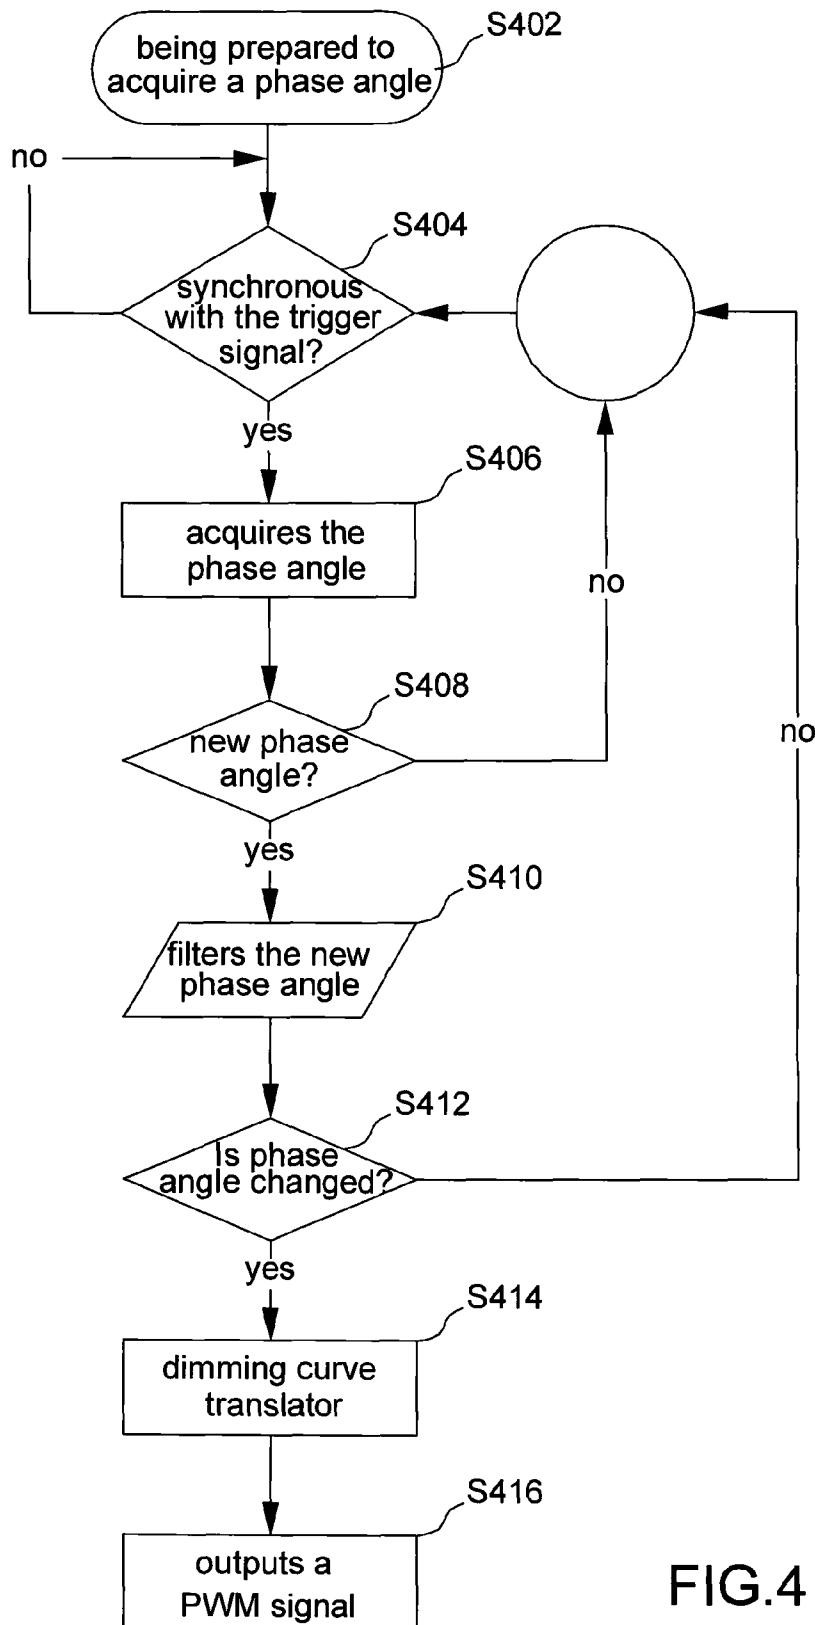 being prepared to
acquire a phase angle
S402
no
S404
synchronous
with the trigger
signal?
yes
S406
acquires the
phase angle
no
S408
new phase
angle?
no
yes
S410
filters the new
phase angle
S412
Is phase
angle changed?
yes
S414
dimming curve
translator
S416
outputs a
PWM signal
FIG.4